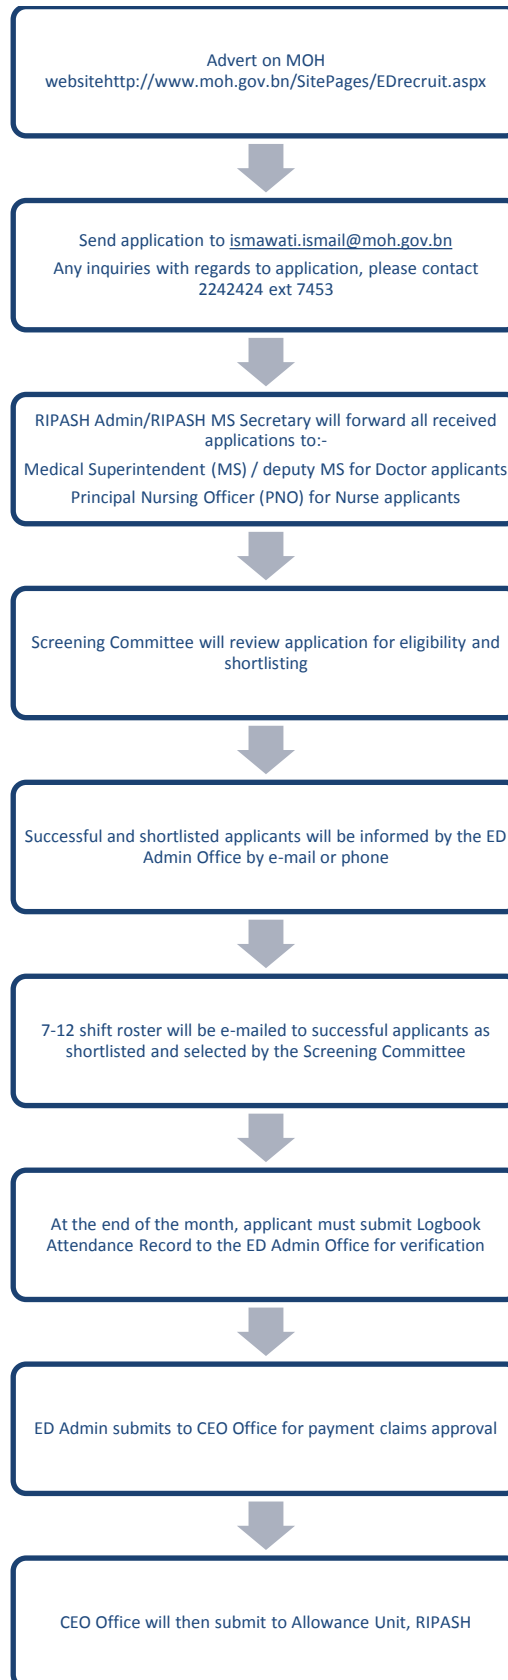 Advert on MOH
websitehttp://www.moh.gov.bn/SitePages/EDrecruit.aspx
Send application to ismawati.ismail@moh.gov.bn
Any inquiries with regards to application, please contact
2242424 ext 7453
RIPASH Admin/RIPASH MS Secretary will forward all received
applications to:-
Medical Superintendent (MS) / deputy MS for Doctor applicants
Principal Nursing Officer (PNO) for Nurse applicants
Screening Committee will review application for eligibility and
shortlisting
Successful and shortlisted applicants will be informed by the ED
Admin Office by e-mail or phone
7-12 shift roster will be e-mailed to successful applicants as
shortlisted and selected by the Screening Committee
At the end of the month, applicant must submit Logbook
Attendance Record to the ED Admin Office for verification
ED Admin submits to CEO Office for payment claims approval
CEO Office will then submit to Allowance Unit, RIPASH